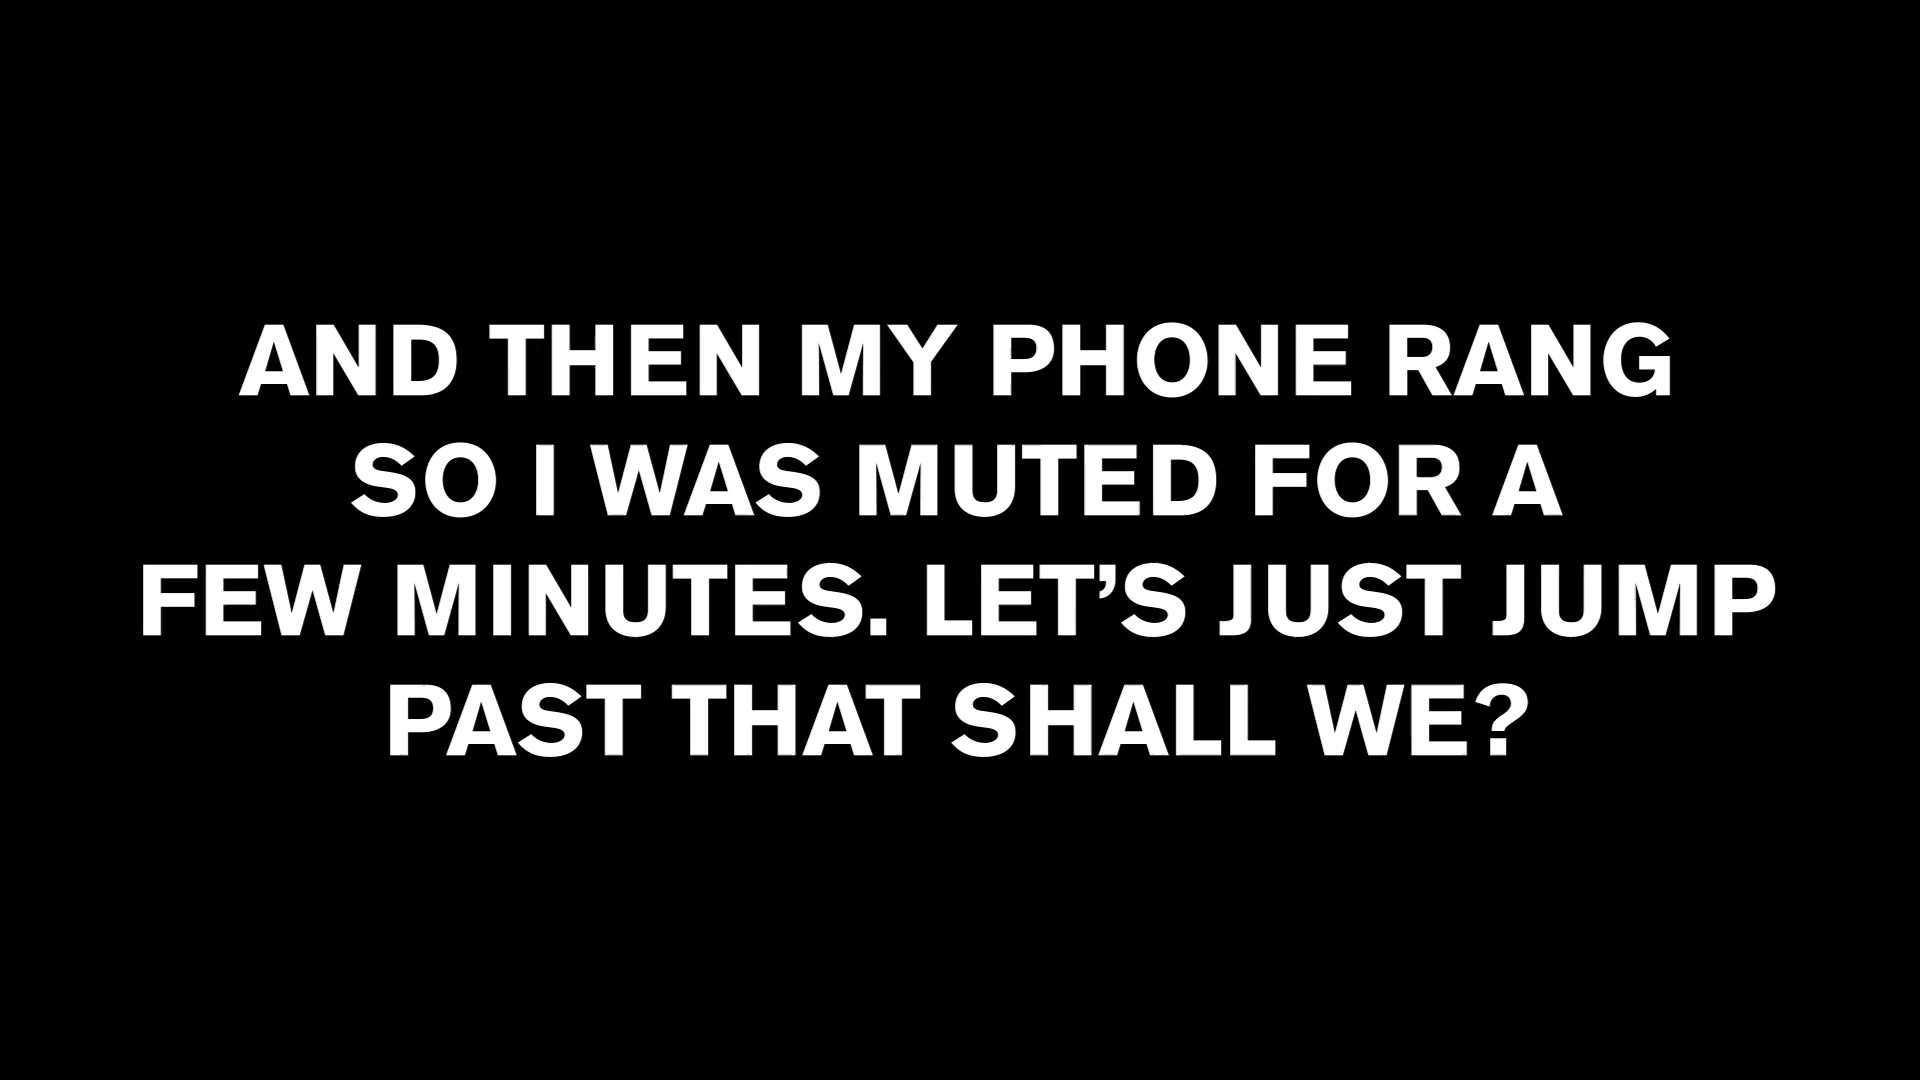 AND THEN MY PHONE RANG
SO I WAS MUTED FOR A
FEW MINUTES. LET’S JUST JUMP
PAST THAT SHALL WE?